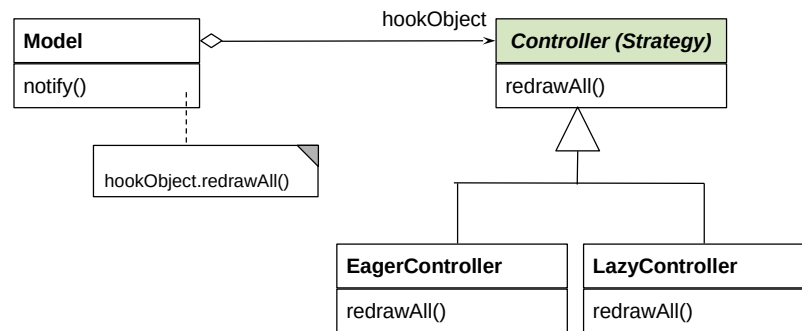 hookObject
Model
Controller (Strategy)
notify()
redrawAll()
hookObject.redrawAll()
EagerController
LazyController
redrawAll()
redrawAll()